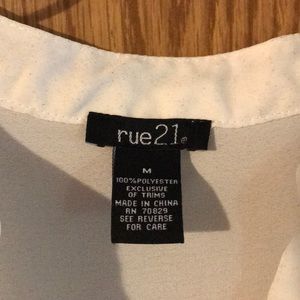 rue21®
M
100% POLYESTER
EXCLUSIVE
OF TRIMS
MADE IN CHINA
RN 70829
SEE REVERSE
FOR CARE